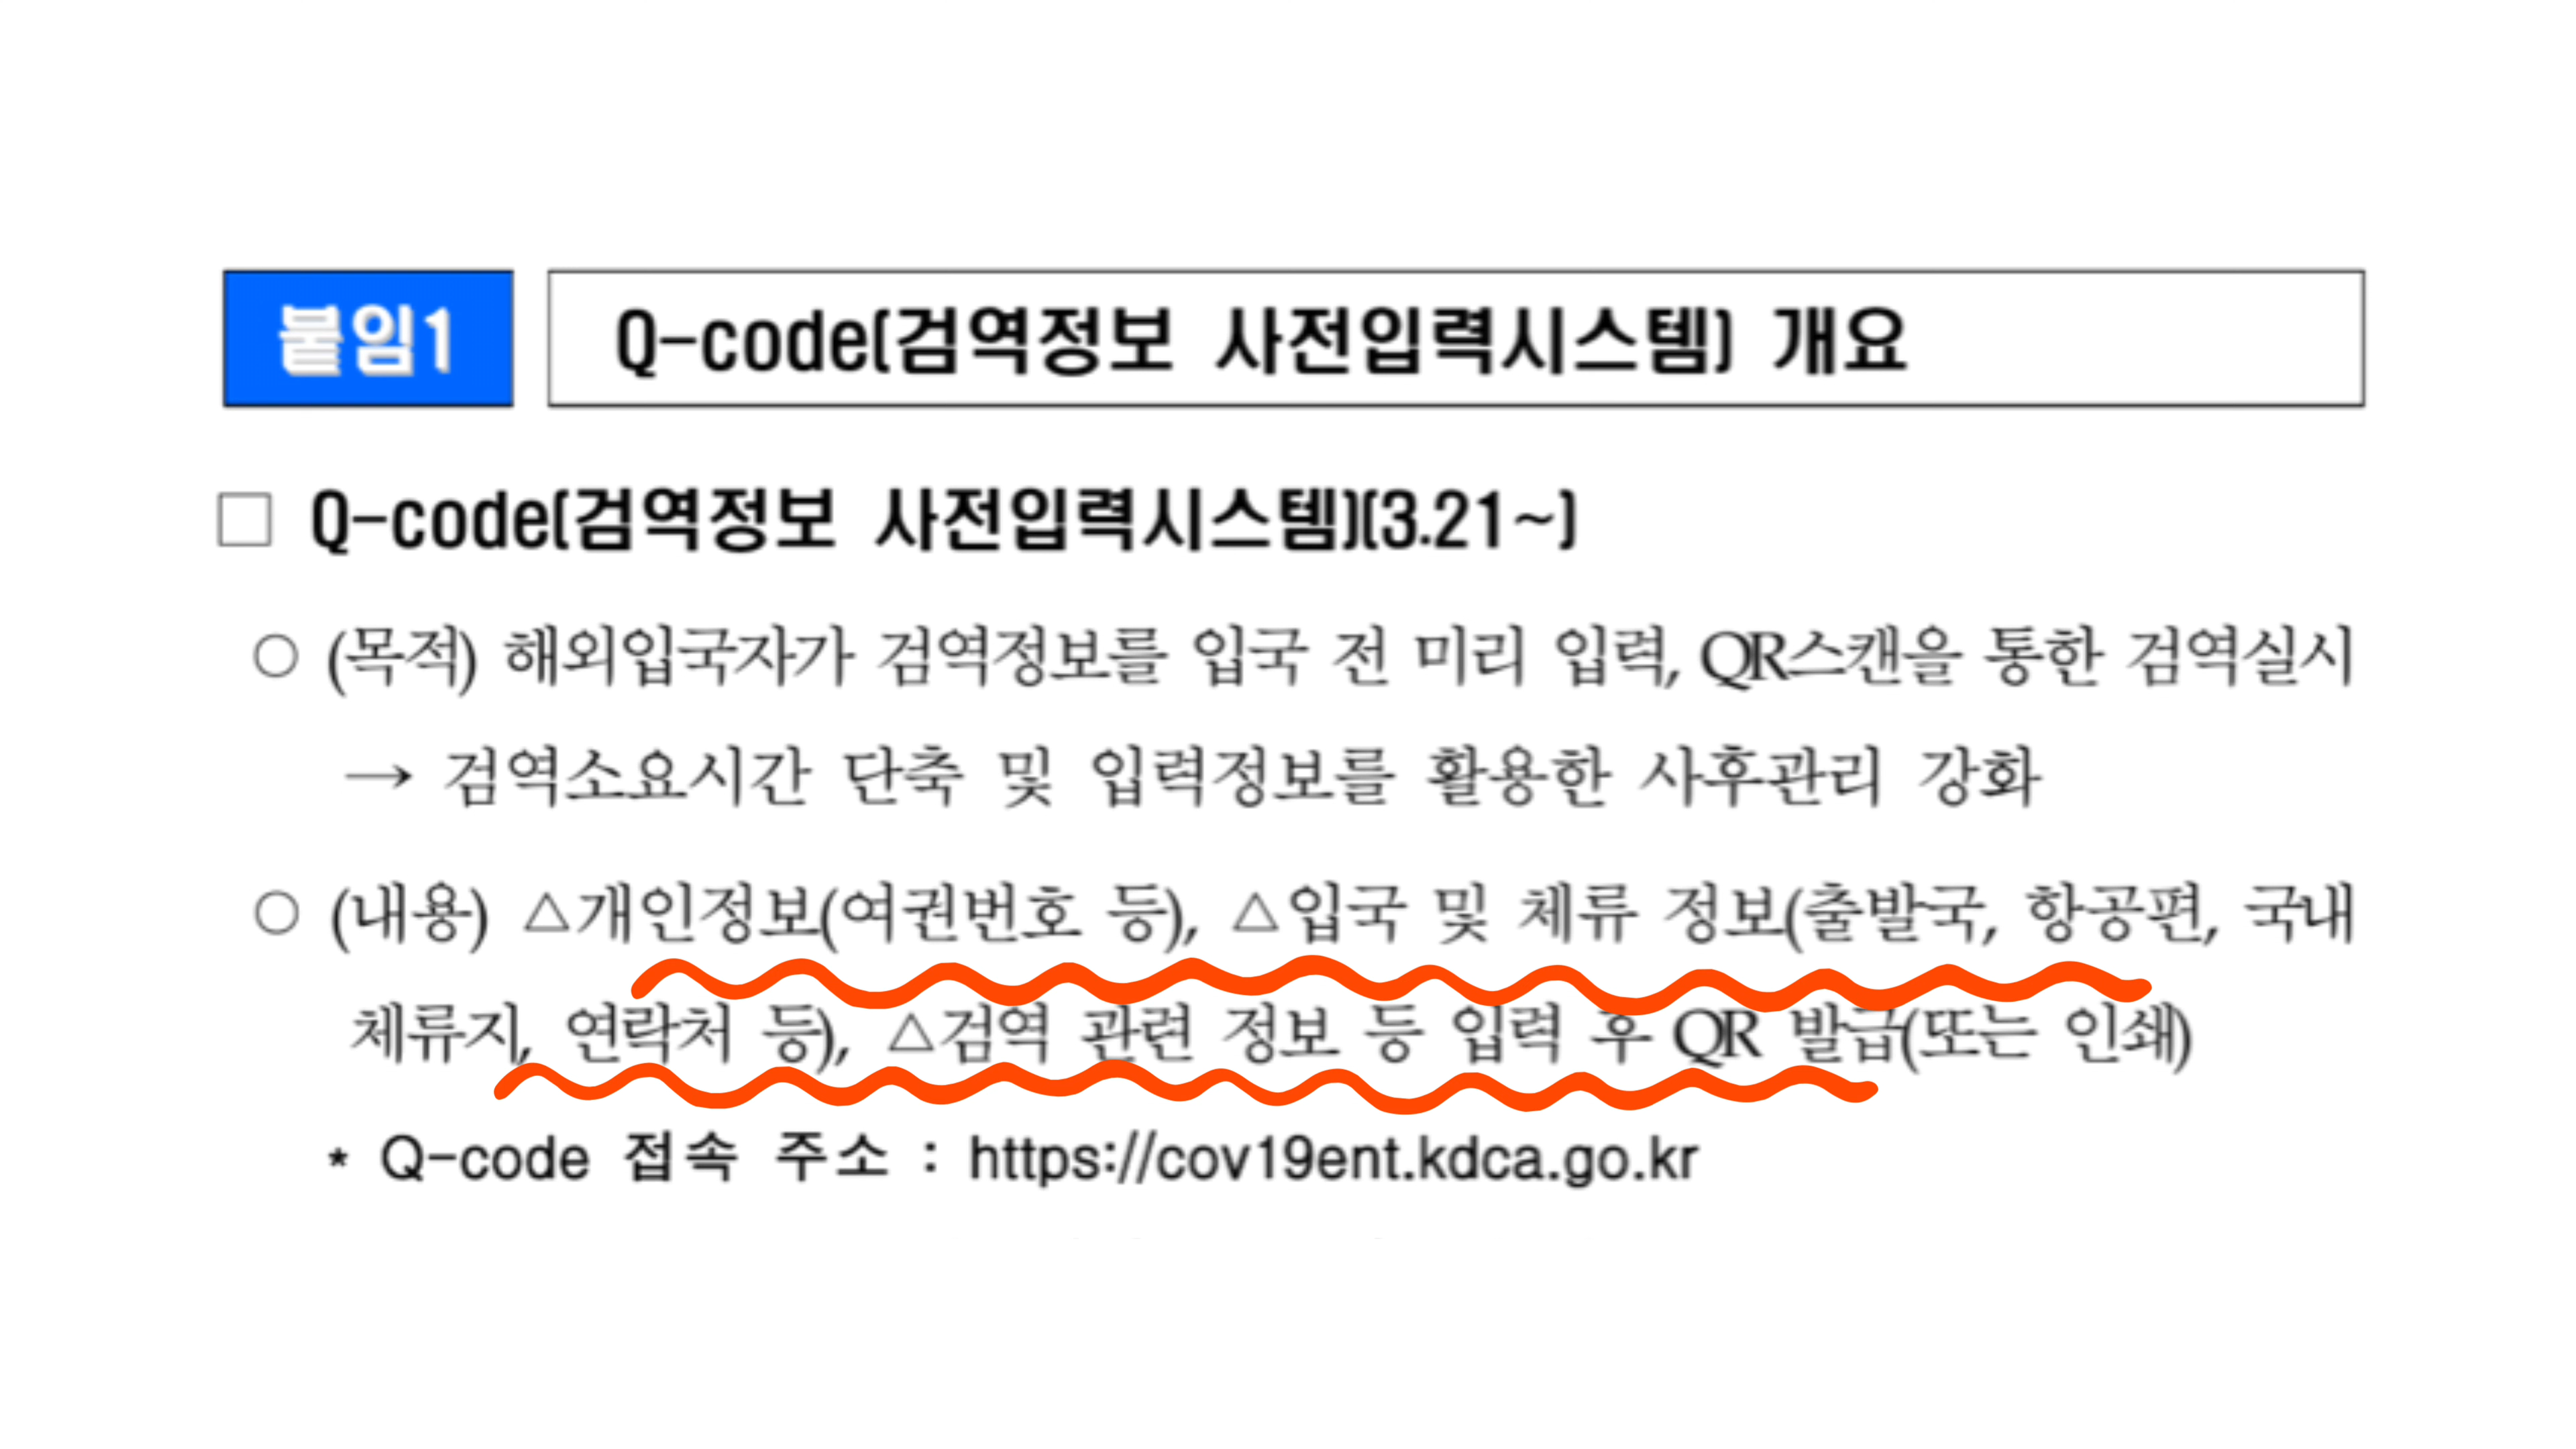 붙임1 Q-code(검역정보 사전입력시스템) 개요
□ Q-code(검역정보 사전입력시스템)(3.21~)
○ (목적) 해외입국자가 검역정보를 입국 전 미리 입력, QR스캔을 통한 검역실시
→ 검역소요시간 단축 및 입력정보를 활용한 사후관리 강화
○ (내용) △개인정보(여권번호 등), △입국 및 체류 정보(출발국, 항공편, 국내
체류지, 연락처 등), △검역 관련 정보 등 입력 후 QR 발급(또는 인쇄)
* Q-code 접속 주소 : https://cov19ent.kdca.go.kr